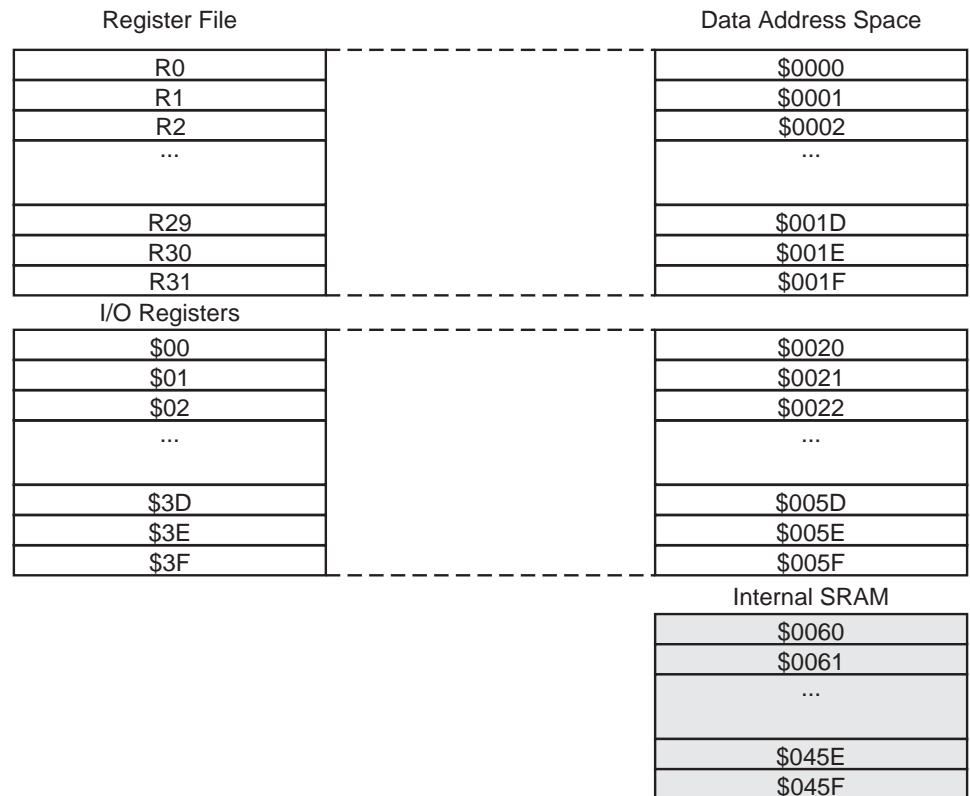 Register File Data Address Space
R0 $0000
R1 $0001
R2 $0002
... ...
R29 $001D
R30 $001E
R31 $001F
I/O Registers
$00 $0020
$01 $0021
$02 $0022
... ...
$3D $005D
$3E $005E
$3F $005F
Internal SRAM
$0060
$0061
...
$045E
$045F